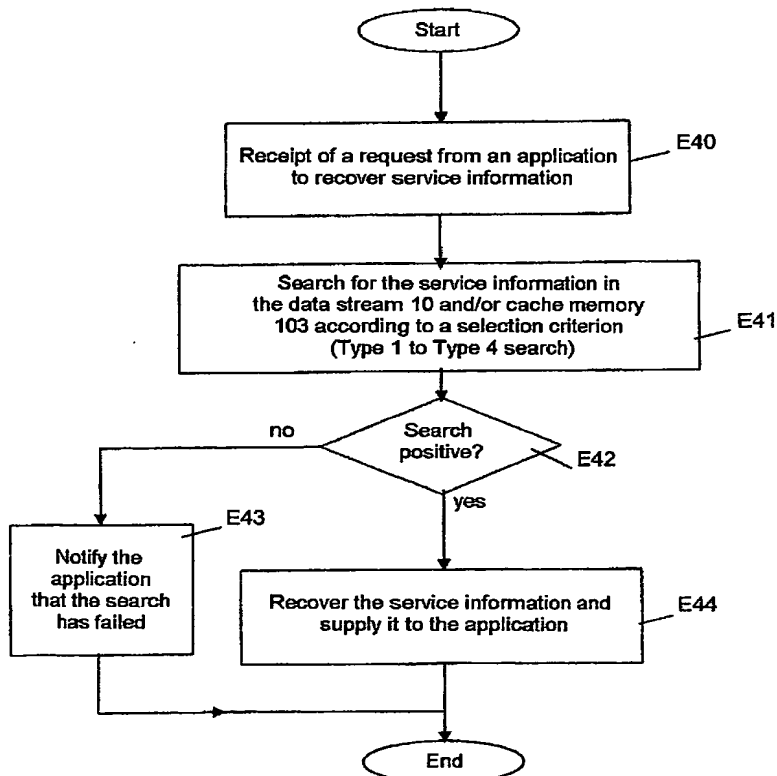 Start
Receipt of a request from an application
to recover service information
E40
Search for the service information in
the data stream 10 and/or cache memory
103 according to a selection criterion
(Type 1 to Type 4 search)
E41
no
Search
positive?
E42
yes
E43
Notify the
application
that the search
has failed
Recover the service information and
supply it to the application
E44
End